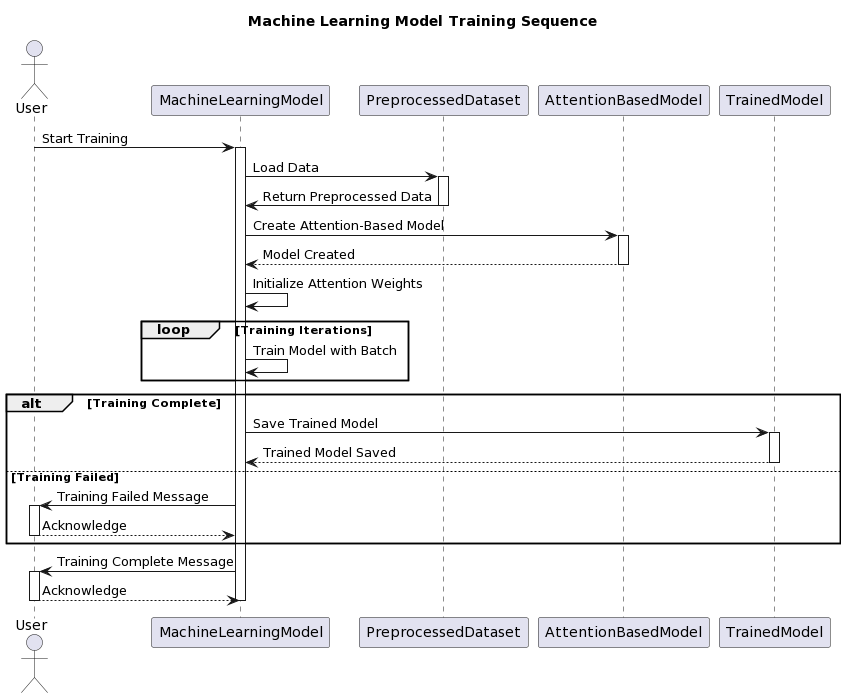 Machine Learning Model Training Sequence
User
MachineLearningModel
PreprocessedDataset
AttentionBasedModel
TrainedModel
Start Training
Load Data
Return Preprocessed Data
Create Attention-Based Model
Model Created
Initialize Attention Weights
loop [Training Iterations]
Train Model with Batch
alt [Training Complete]
Save Trained Model
Trained Model Saved
[Training Failed]
Training Failed Message
Acknowledge
Training Complete Message
Acknowledge
User
MachineLearningModel
PreprocessedDataset
AttentionBasedModel
TrainedModel